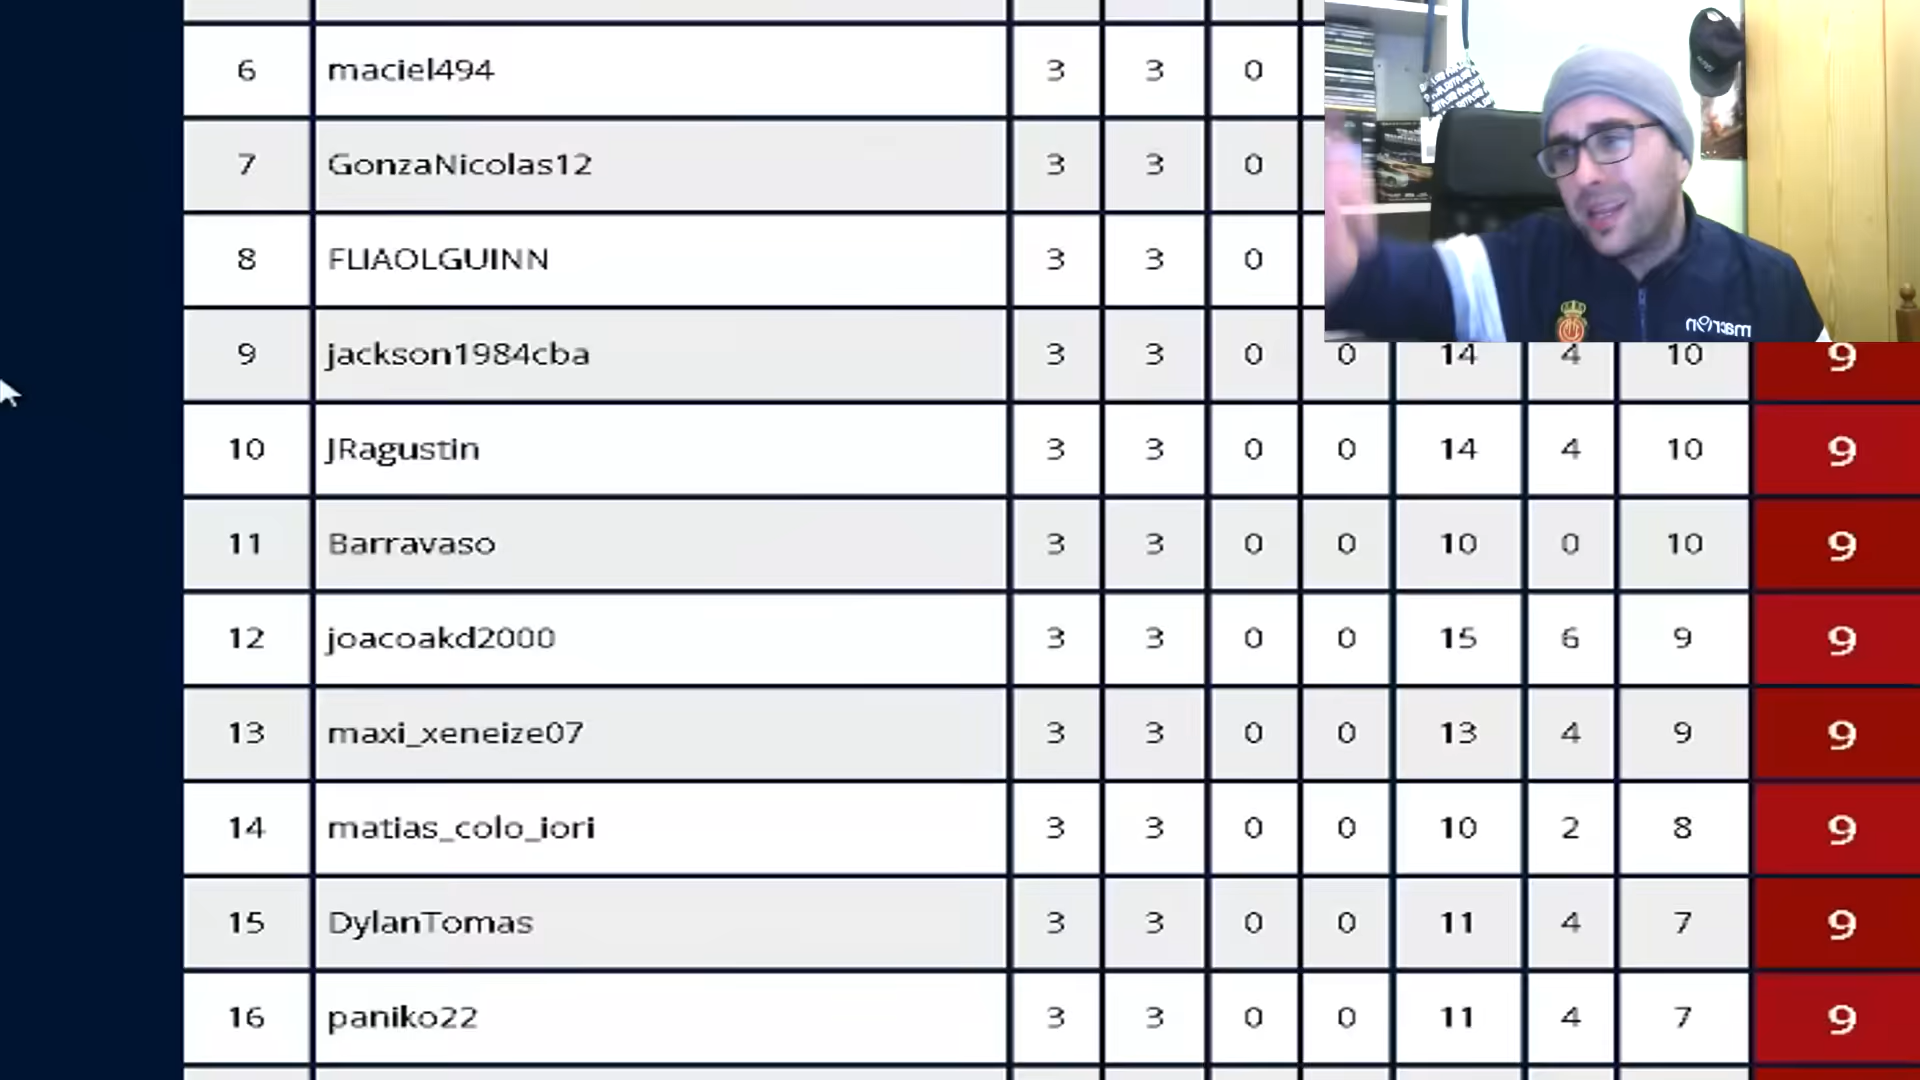 6 maciel494 3 3 0
7 GonzaNicolas12 3 3 0
8 FLIAOLGUINN 3 3 0
9 jackson1984cba 3 3 0 0 14 4 10 9
10 JRagustin 3 3 0 0 14 4 10 9
11 Barravaso 3 3 0 0 10 0 10 9
12 joacoakd2000 3 3 0 0 15 6 9 9
13 maxi_xeneize07 3 3 0 0 13 4 9 9
14 matias_colo_iori 3 3 0 0 10 2 8 9
15 DylanTomas 3 3 0 0 11 4 7 9
16 paniko22 3 3 0 0 11 4 7 9
macron